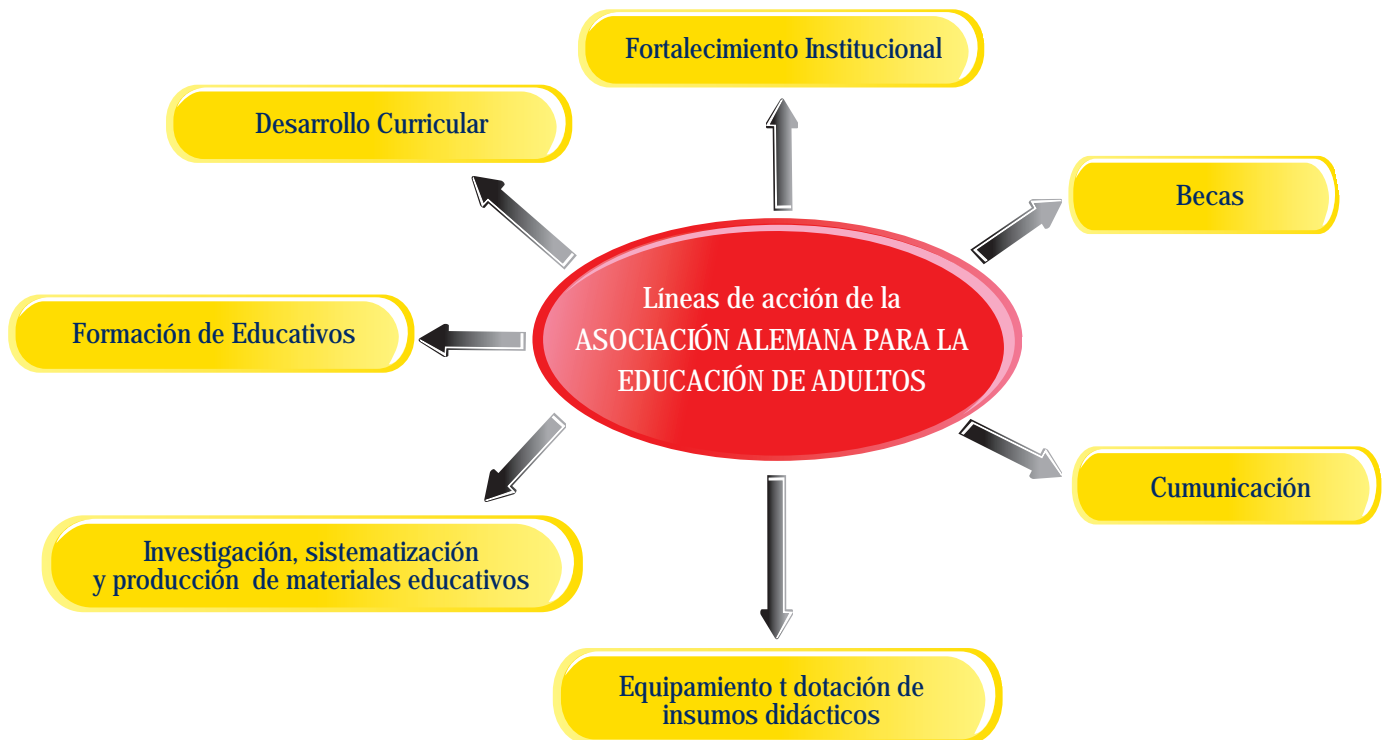 Fortalecimiento Institucional
Desarrollo Curricular
Becas
Líneas de acción de la
ASOCIACIÓN ALEMANA PARA LA
EDUCACIÓN DE ADULTOS
Formación de Educativos
Cumunicación
Investigación, sistematización
y producción de materiales educativos
Equipamiento t dotación de
insumos didácticos